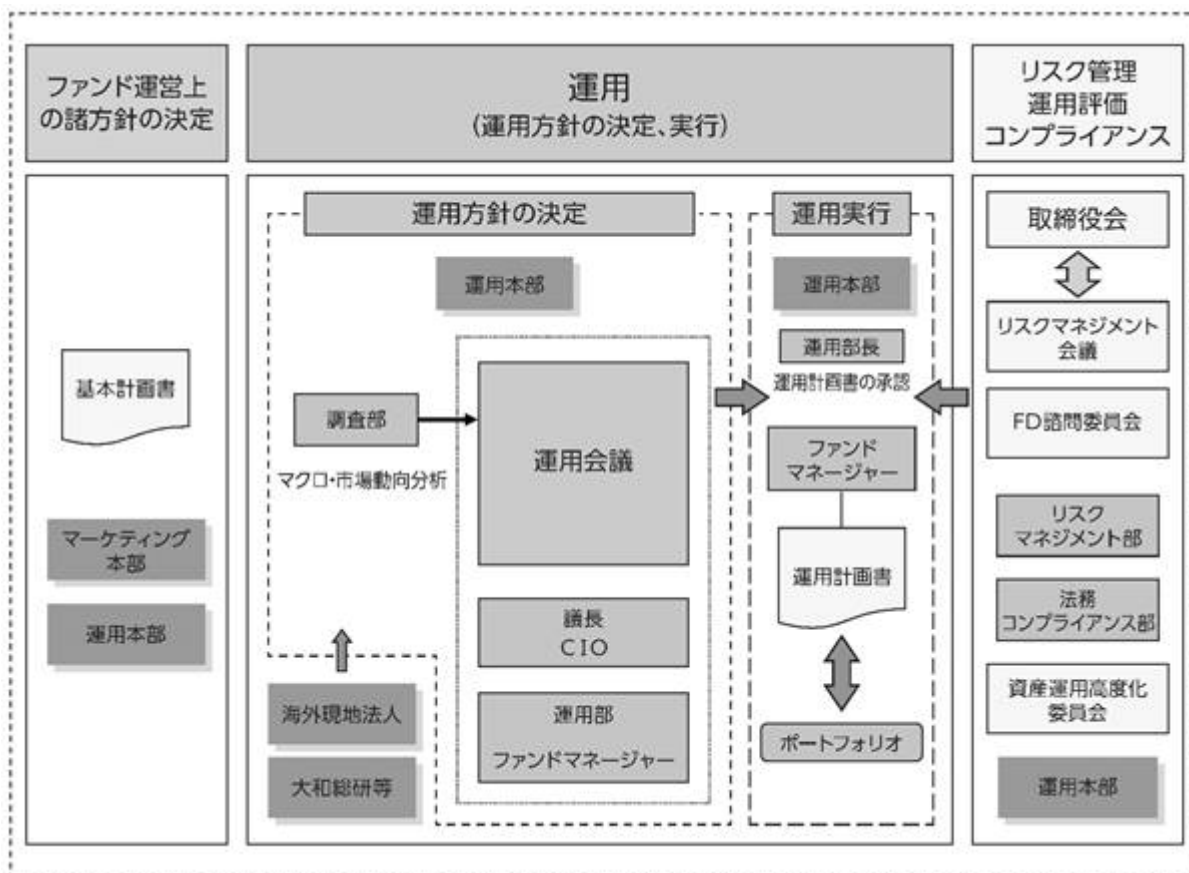 ファンド運営上
の諸方針の決定
基本計画書
マーケティング
本部
運用本部
運用
(運用方針の決定、実行)
運用方針の決定
運用本部
調査部
マクロ・市場動向分析
運用会議
議長
CIO
運用部
ファンドマネージャー
海外現地法人
大和総研等
運用実行
運用本部
運用部長
運用計画書の承認
ファンド
マネージャー
運用計画書
ポートフォリオ
リスク管理
運用評価
コンプライアンス
取締役会
リスクマネジメント
会議
FD諮問委員会
リスク
マネジメント部
法務
コンプライアンス部
資産運用高度化
委員会
運用本部